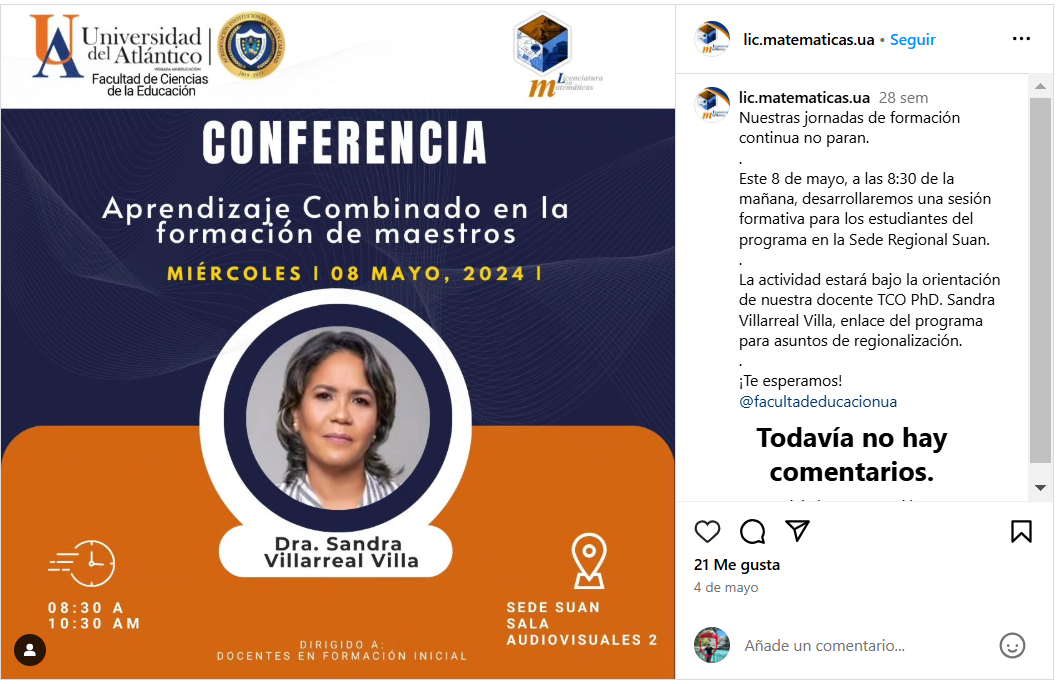 Universidad
del Atlántico
VIGILADA MINEDUCACIÓN
Facultad de Ciencias
de la Educación
Licenciatura
en
Matemáticas
CONFERENCIA
Aprendizaje Combinado en la
formación de maestros
MIÉRCOLES | 08 MAYO, 2024 |
Dra. Sandra
Villarreal Villa
08:30 A
10:30 AM
SEDE SUAN
SALA
AUDIOVISUALES 2
DIRIGIDO A:
DOCENTES EN FORMACIÓN INICIAL
lic.matematicas.ua • Seguir
lic.matematicas.ua 28 sem
Nuestras jornadas de formación
continua no paran.
.
Este 8 de mayo, a las 8:30 de la
mañana, desarrollaremos una sesión
formativa para los estudiantes del
programa en la Sede Regional Suan.
.
La actividad estará bajo la orientación
de nuestra docente TCO PhD. Sandra
Villarreal Villa, enlace del programa
para asuntos de regionalización.
.
¡Te esperamos!
@facultadeducacionua
Todavía no hay
comentarios.
21 Me gusta
4 de mayo
Añade un comentario...